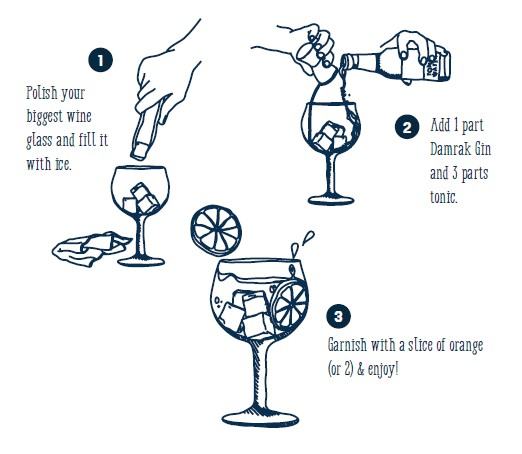 1
Polish your
biggest wine
glass and fill it
with ice.
2
Add 1 part
Damrak Gin
and 3 parts
tonic.
3
Garnish with a slice of orange
(or 2) & enjoy!